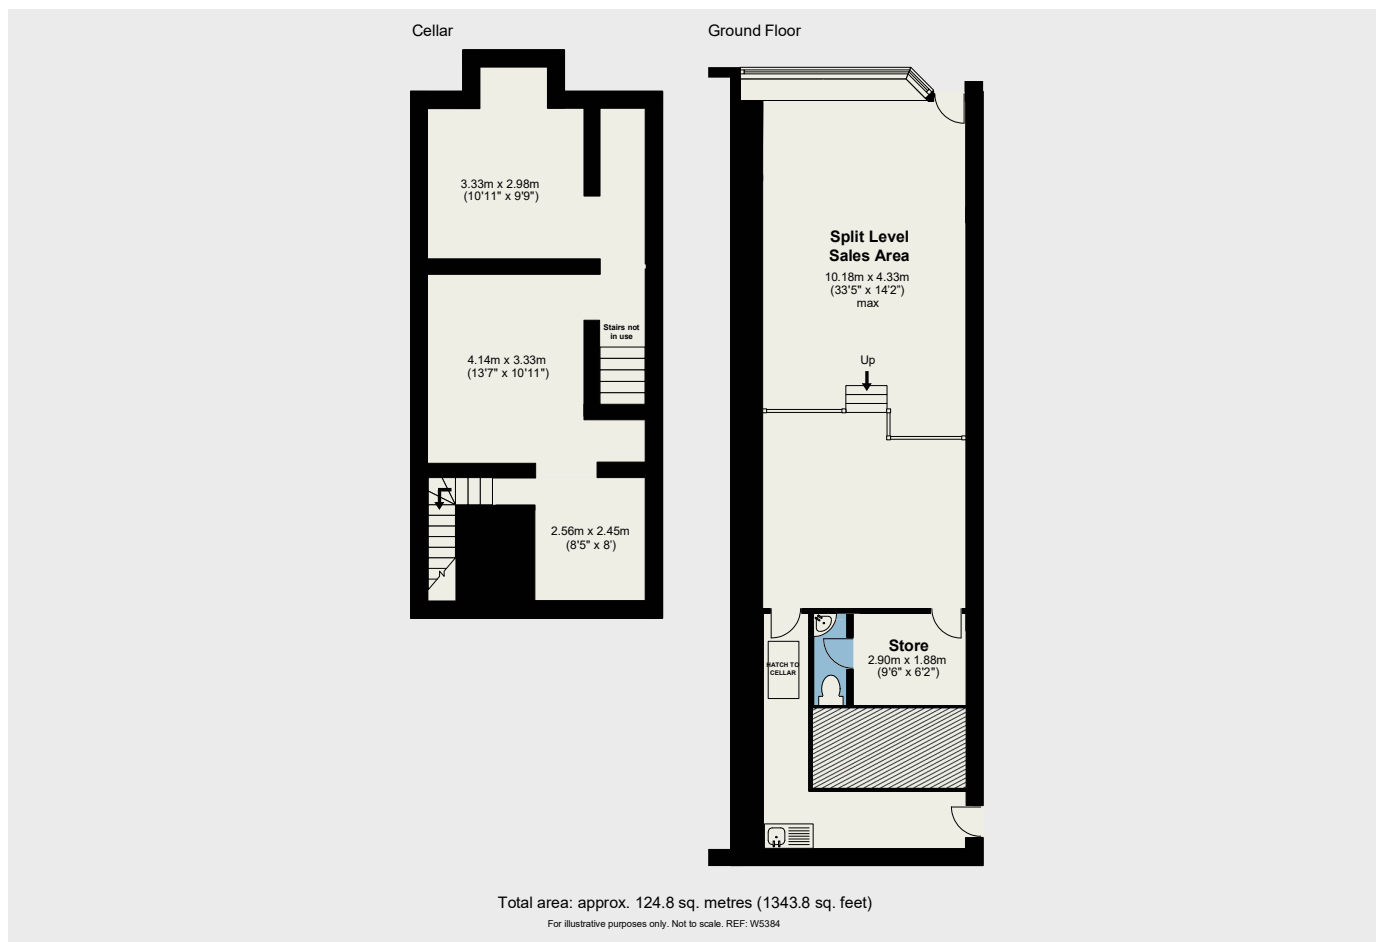 Cellar
Ground Floor
3.33m x 2.98m
(10'11" x 9'9")
Stairs not
in use
4.14m x 3.33m
(13'7" x 10'11")
2.56m x 2.45m
(8'5" x 8')
Split Level
Sales Area
10.18m x 4.33m
(33'5" x 14'2")
max
Up
HATCH TO
CELLAR
Store
2.90m x 1.88m
(9'6" x 6'2")
Total area: approx. 124.8 sq. metres (1343.8 sq. feet)
For illustrative purposes only. Not to scale. REF: W5384